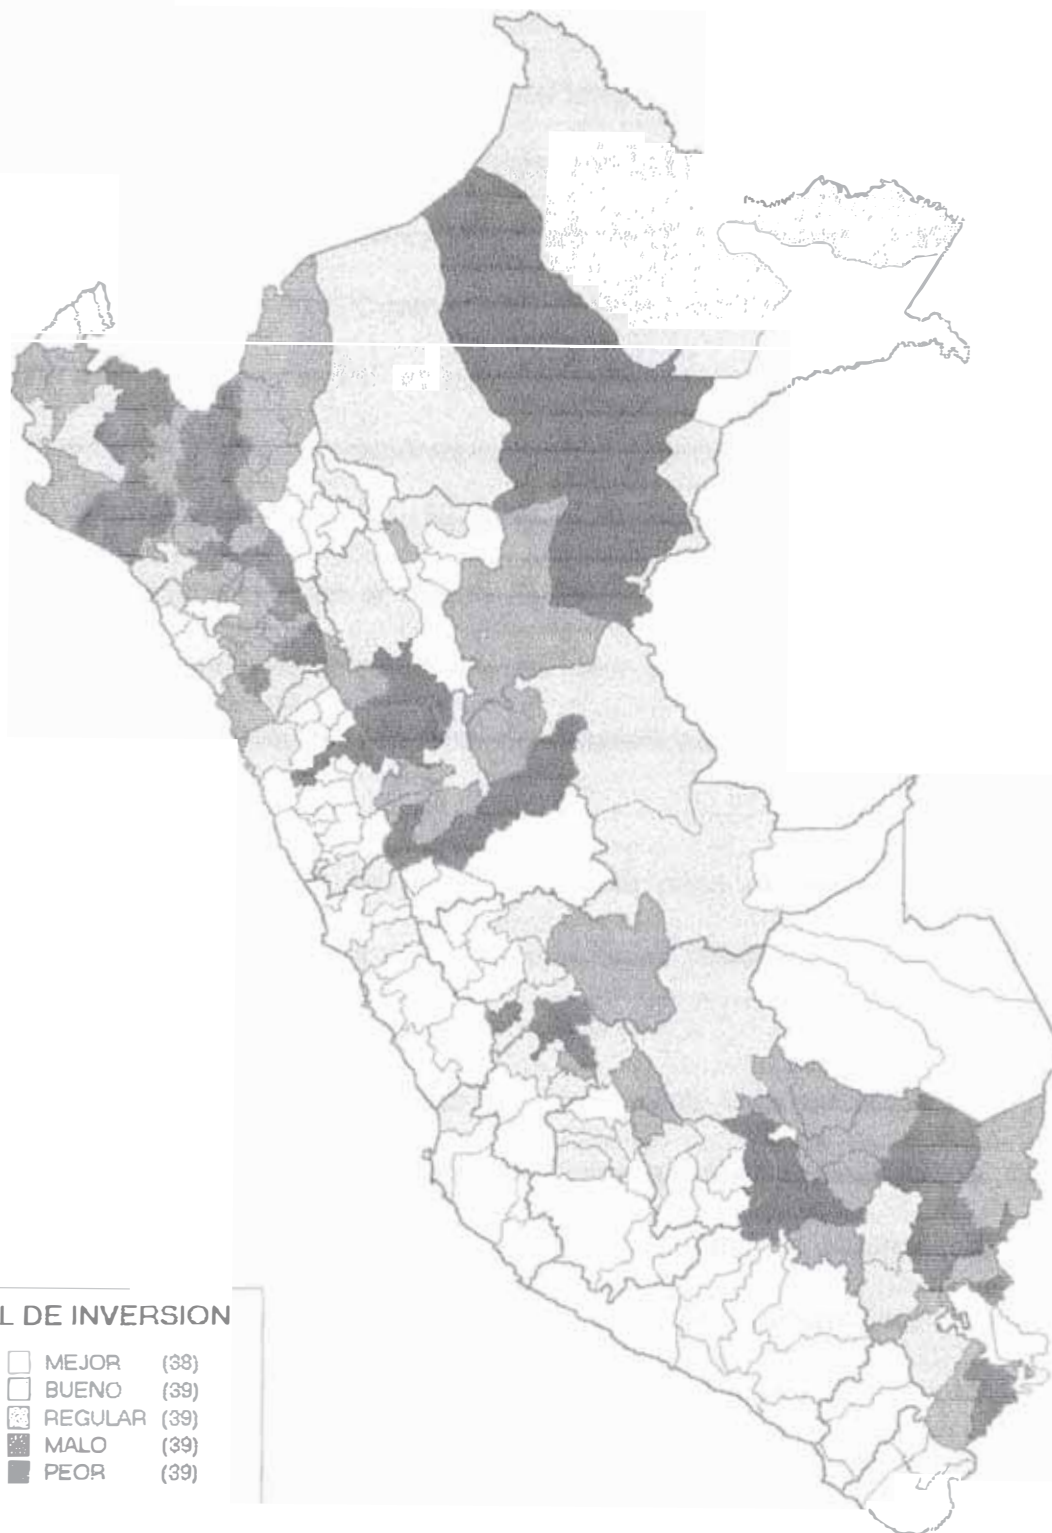 L DE INVERSION
MEJOR (38)
BUENO (39)
REGULAR (39)
MALO (39)
PEOR (39)